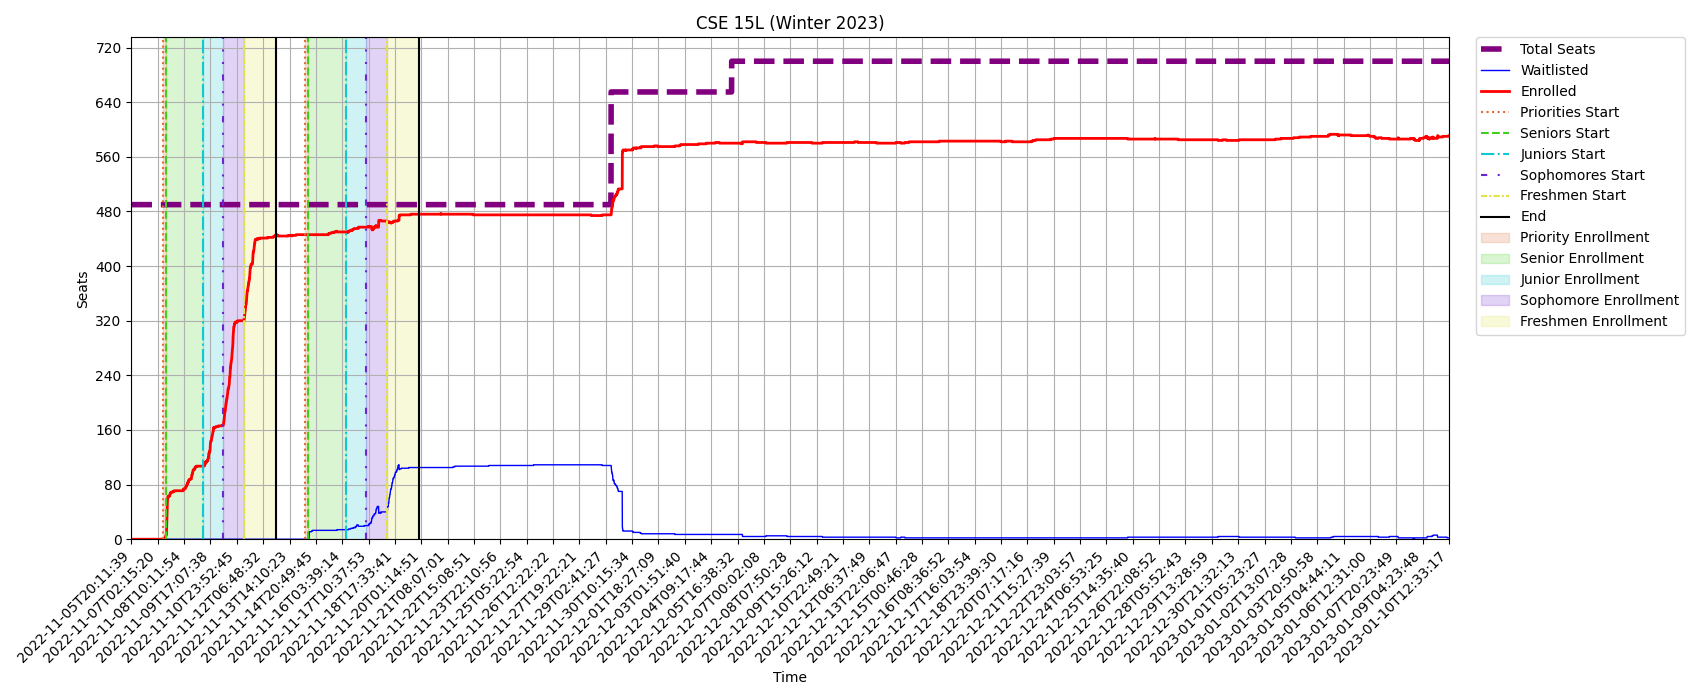 CSE 15L (Winter 2023)
Seats
720
640
560
480
400
320
240
160
80
0
2022-11-05T20:11:39
2022-11-07T02:15:20
2022-11-08T10:11:54
2022-11-09T17:07:38
2022-11-10T23:52:45
2022-11-12T06:48:32
2022-11-13T14:10:23
2022-11-14T20:49:45
2022-11-16T03:39:14
2022-11-17T10:37:53
2022-11-18T17:33:41
2022-11-20T01:14:51
2022-11-21T08:07:01
2022-11-22T15:08:51
2022-11-23T22:10:56
2022-11-26T12:22:54
2022-11-26T12:22:22
2022-11-27T19:22:21
2022-11-29T02:41:27
2022-11-30T10:15:34
2022-12-01T18:27:09
2022-12-03T01:51:40
2022-12-04T09:17:44
2022-12-05T16:38:32
2022-12-07T00:02:08
2022-12-08T07:50:28
2022-12-09T15:26:12
2022-12-10T22:49:21
2022-12-12T06:37:49
2022-12-13T22:06:47
2022-12-15T00:46:28
2022-12-16T08:36:52
2022-12-17T16:03:54
2022-12-18T23:39:30
2022-12-20T07:17:16
2022-12-21T15:27:39
2022-12-22T23:03:57
2022-12-24T06:53:25
2022-12-25T14:35:40
2022-12-26T22:08:52
2022-12-28T05:52:43
2022-12-29T13:28:59
2022-12-30T21:32:13
2023-01-01T05:23:27
2023-01-02T13:07:28
2023-01-03T20:50:58
2023-01-05T04:44:11
2023-01-06T12:31:00
2023-01-07T20:23:49
2023-01-09T04:23:48
2023-01-10T12:33:17
Time
Total Seats
Waitlisted
Enrolled
Priorities Start
Seniors Start
Juniors Start
Sophomores Start
Freshmen Start
End
Priority Enrollment
Senior Enrollment
Junior Enrollment
Sophomore Enrollment
Freshmen Enrollment